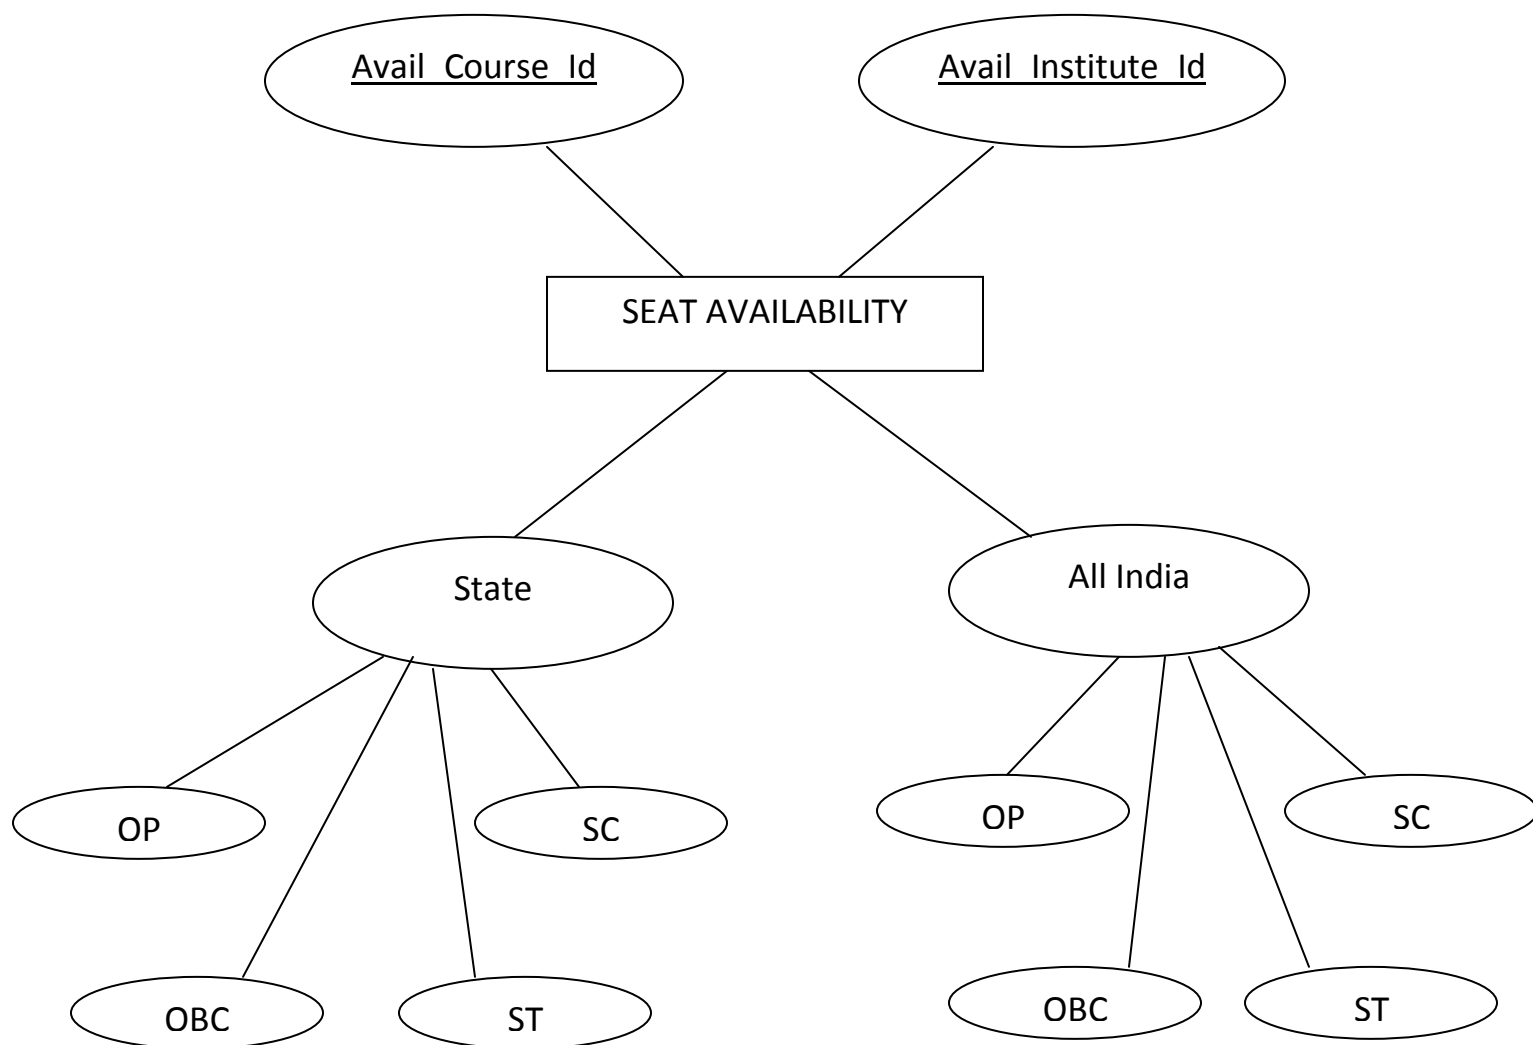 Avail_Course_Id
Avail_Institute_Id
SEAT AVAILABILITY
State
All India
OP
SC
OP
SC
OBC
ST
OBC
ST